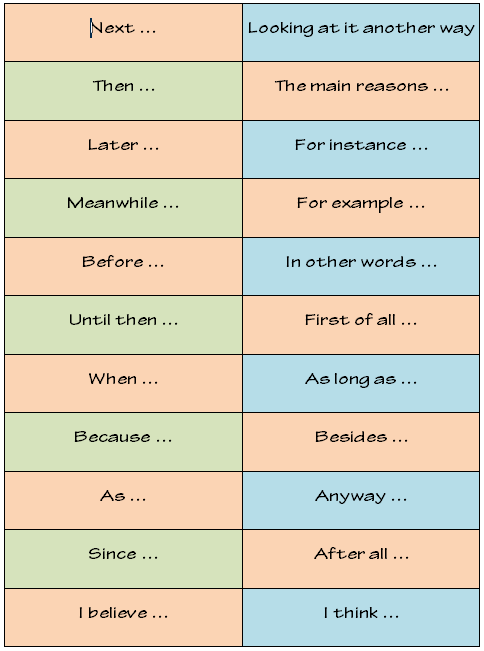 Next ...
Looking at it another way
Then ...
The main reasons ...
Later ...
For instance ...
Meanwhile ...
For example ...
Before ...
In other words ...
Until then ...
First of all ...
When ...
As long as ...
Because ...
Besides ...
As ...
Anyway ...
Since ...
After all ...
I believe ...
I think ...